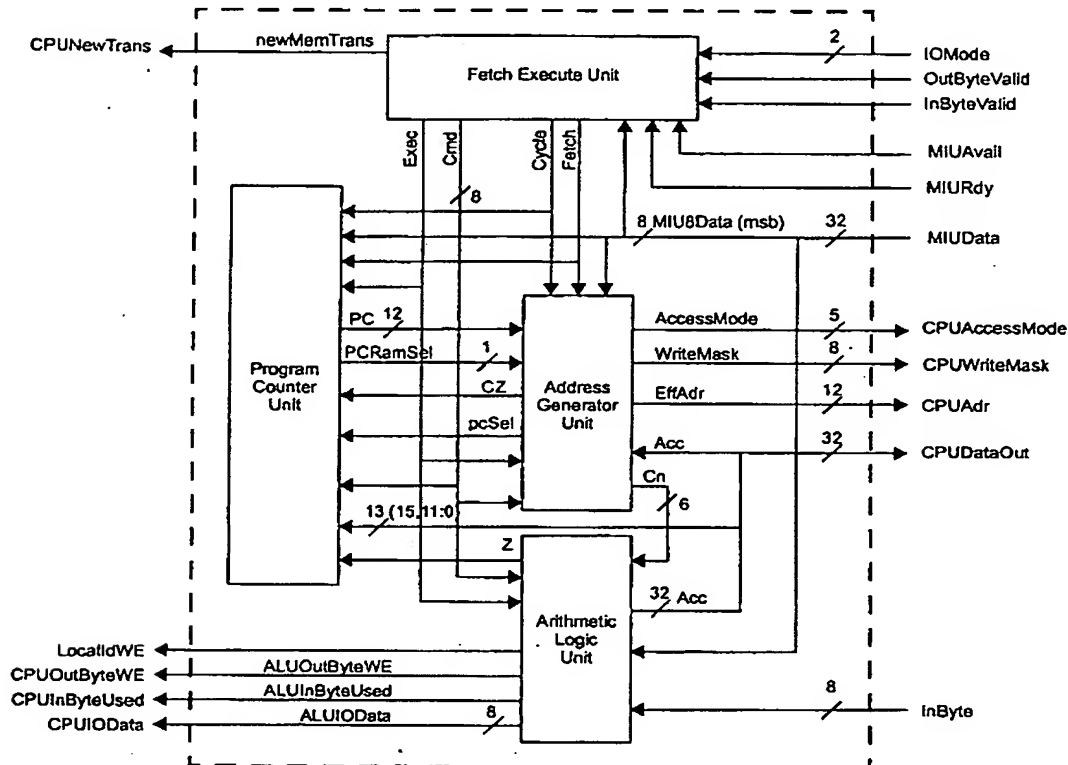 CPUNewTrans
newMemTrans
Fetch Execute Unit
2
IOMode
OutByteValid
InByteValid
MIUAvail
MIURdy
Exec
Cmd
Cycle
Fetch
8
8 MIU8Data (msb)
32
MIUData
Program
Counter
Unit
PC
12
PCRamSel
1
CZ
pcSel
Address
Generator
Unit
AccessMode
5
CPUAccessMode
WriteMask
8
CPUWriteMask
EffAdr
12
CPUAdr
Acc
32
CPUDataOut
Cn
6
13 (15,11:0)
Z
32
Acc
Arithmetic
Logic
Unit
LocalIdWE
CPUOutByteWE
ALUOutByteWE
CPUInByteUsed
ALUInByteUsed
CPUIOData
ALUIOData
8
8
InByte